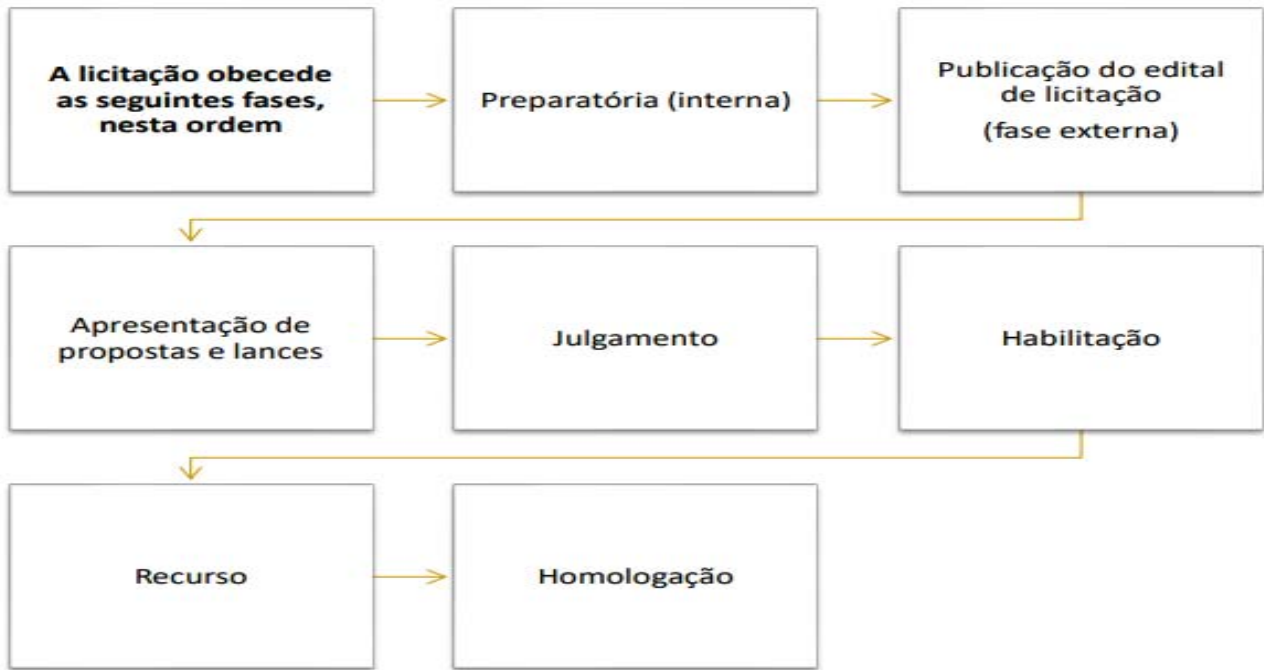 A licitação obecede
as seguintes fases,
nesta ordem
Preparatória (interna)
Publicação do edital
de licitação
(fase externa)
Apresentação de
propostas e lances
Julgamento
Habilitação
Recurso
Homologação